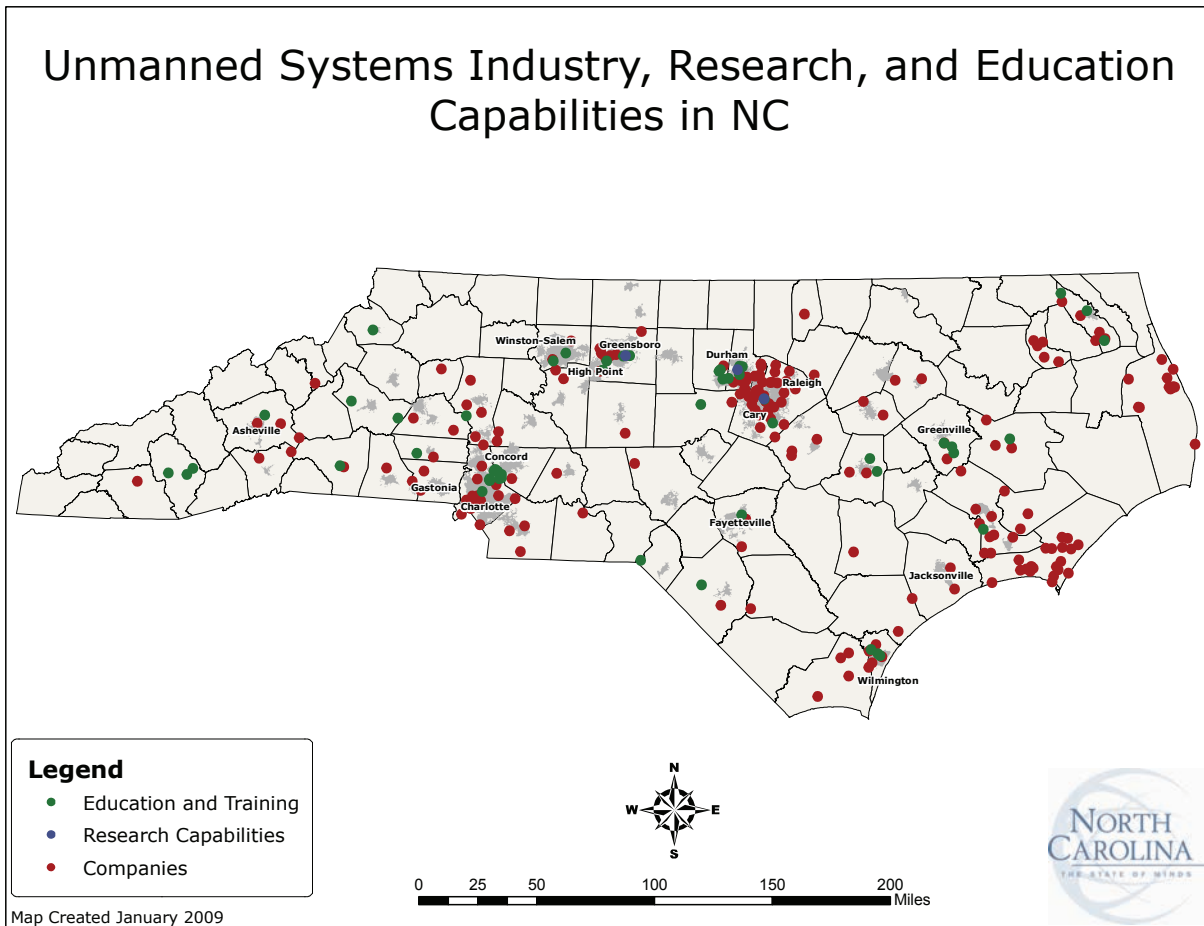 Unmanned Systems Industry, Research, and Education
Capabilities in NC
Winston-Salem
Greensboro
High Point
Durham
Raleigh
Cary
Asheville
Greenville
Concord
Gastonia
Charlotte
Fayetteville
Jacksonville
Wilmington
Legend
Education and Training
Research Capabilities
Companies
N
W E
S
0 25 50 100 150 200
Miles
Map Created January 2009
NORTH
CAROLINA
THE STATE OF MINDS